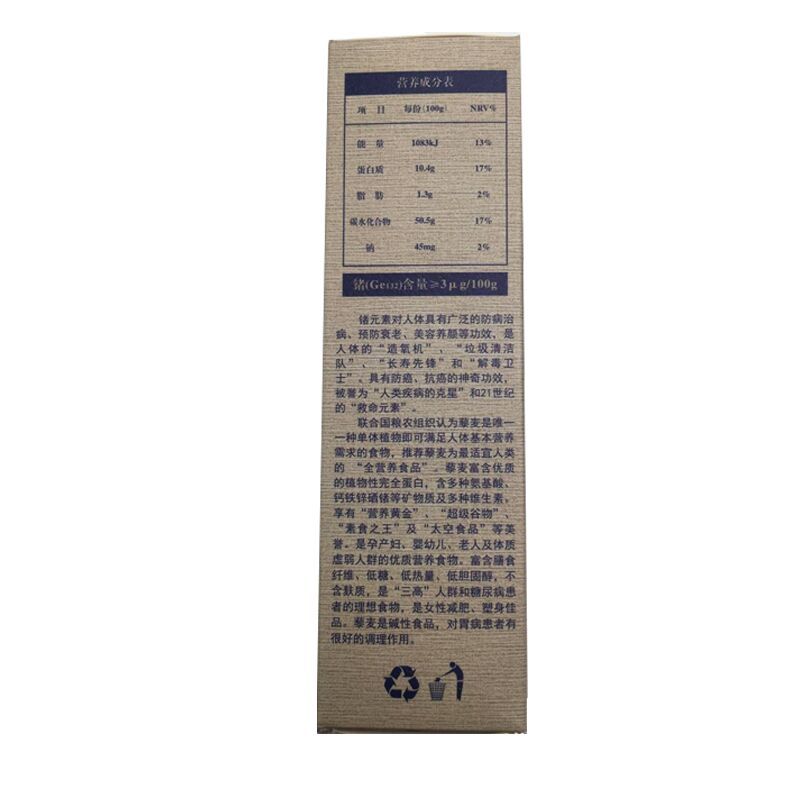 营养成分表
项 目 每份(100g) NRV%
能 量 1083kJ 13%
蛋白质 10.4g 17%
脂 肪 1.3g 2%
碳水化合物 50.5g 17%
钠 45mg 2%
锗(Ge132)含量≥3μg/100g
锗元素对人体具有广泛的防病治
病、预防衰老、美容养颜等功效，是
人体的“造氧机”、“垃圾清洁
队”、“长寿先锋”和“解毒卫
士”。具有防癌、抗癌的神奇功效，
被誉为“人类疾病的克星”和21世纪
的“救命元素”。
联合国粮农组织认为藜麦是唯一
一种单体植物即可满足人体基本营养
需求的食物，推荐藜麦为最适宜人类
的“全营养食品”。藜麦富含优质
的植物性完全蛋白，含多种氨基酸、
钙铁锌硒锗等矿物质及多种维生素。
享有“营养黄金”、“超级谷物”、
“素食之王”及“太空食品”等美
誉。是孕产妇、婴幼儿、老人及体质
虚弱人群的优质营养食物。富含膳食
纤维、低糖、低热量、低胆固醇，不
含麸质，是“三高”人群和糖尿病患
者的理想食物，是女性减肥、塑身佳
品。藜麦是碱性食品，对胃病患者有
很好的调理作用。